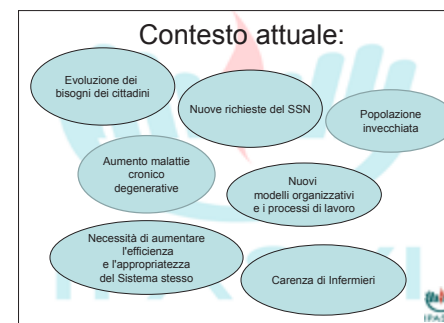 Contesto attuale:
Evoluzione dei
bisogni dei cittadini
Nuove richieste del SSN
Popolazione
invecchiata
Aumento malattie
cronico
degenerative
Nuovi
modelli organizzativi
e i processi di lavoro
Necessità di aumentare
l'efficienza
e l'appropriatezza
del Sistema stesso
Carenza di Infermieri